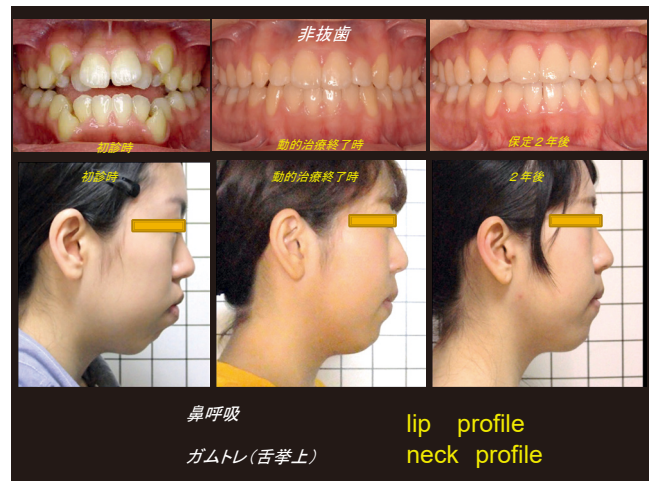 非抜歯
初診時
動的治療終了時
保定２年後
初診時
動的治療終了時
２年後
鼻呼吸
lip profile
ガムトレ（舌挙上）
neck profile